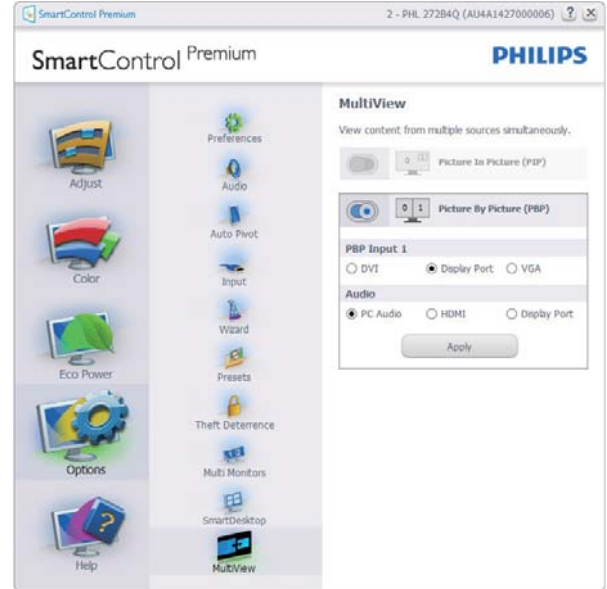 SmartControl Premium
2 - PHL 272B4Q (AU4A1427000006) ? X
SmartControl Premium
PHILIPS
Adjust
Color
Eco Power
Options
?
Help
Preferences
Audio
Auto Pivot
Input
Wizard
Presets
Theft Deterrence
Multi Monitors
SmartDesktop
MultiView
MultiView
View content from multiple sources simultaneously.
0 1 Picture In Picture (PIP)
0 1 Picture By Picture (PBP)
PBP Input 1
DVI Display Port VGA
Audio
PC Audio HDMI Display Port
Apply